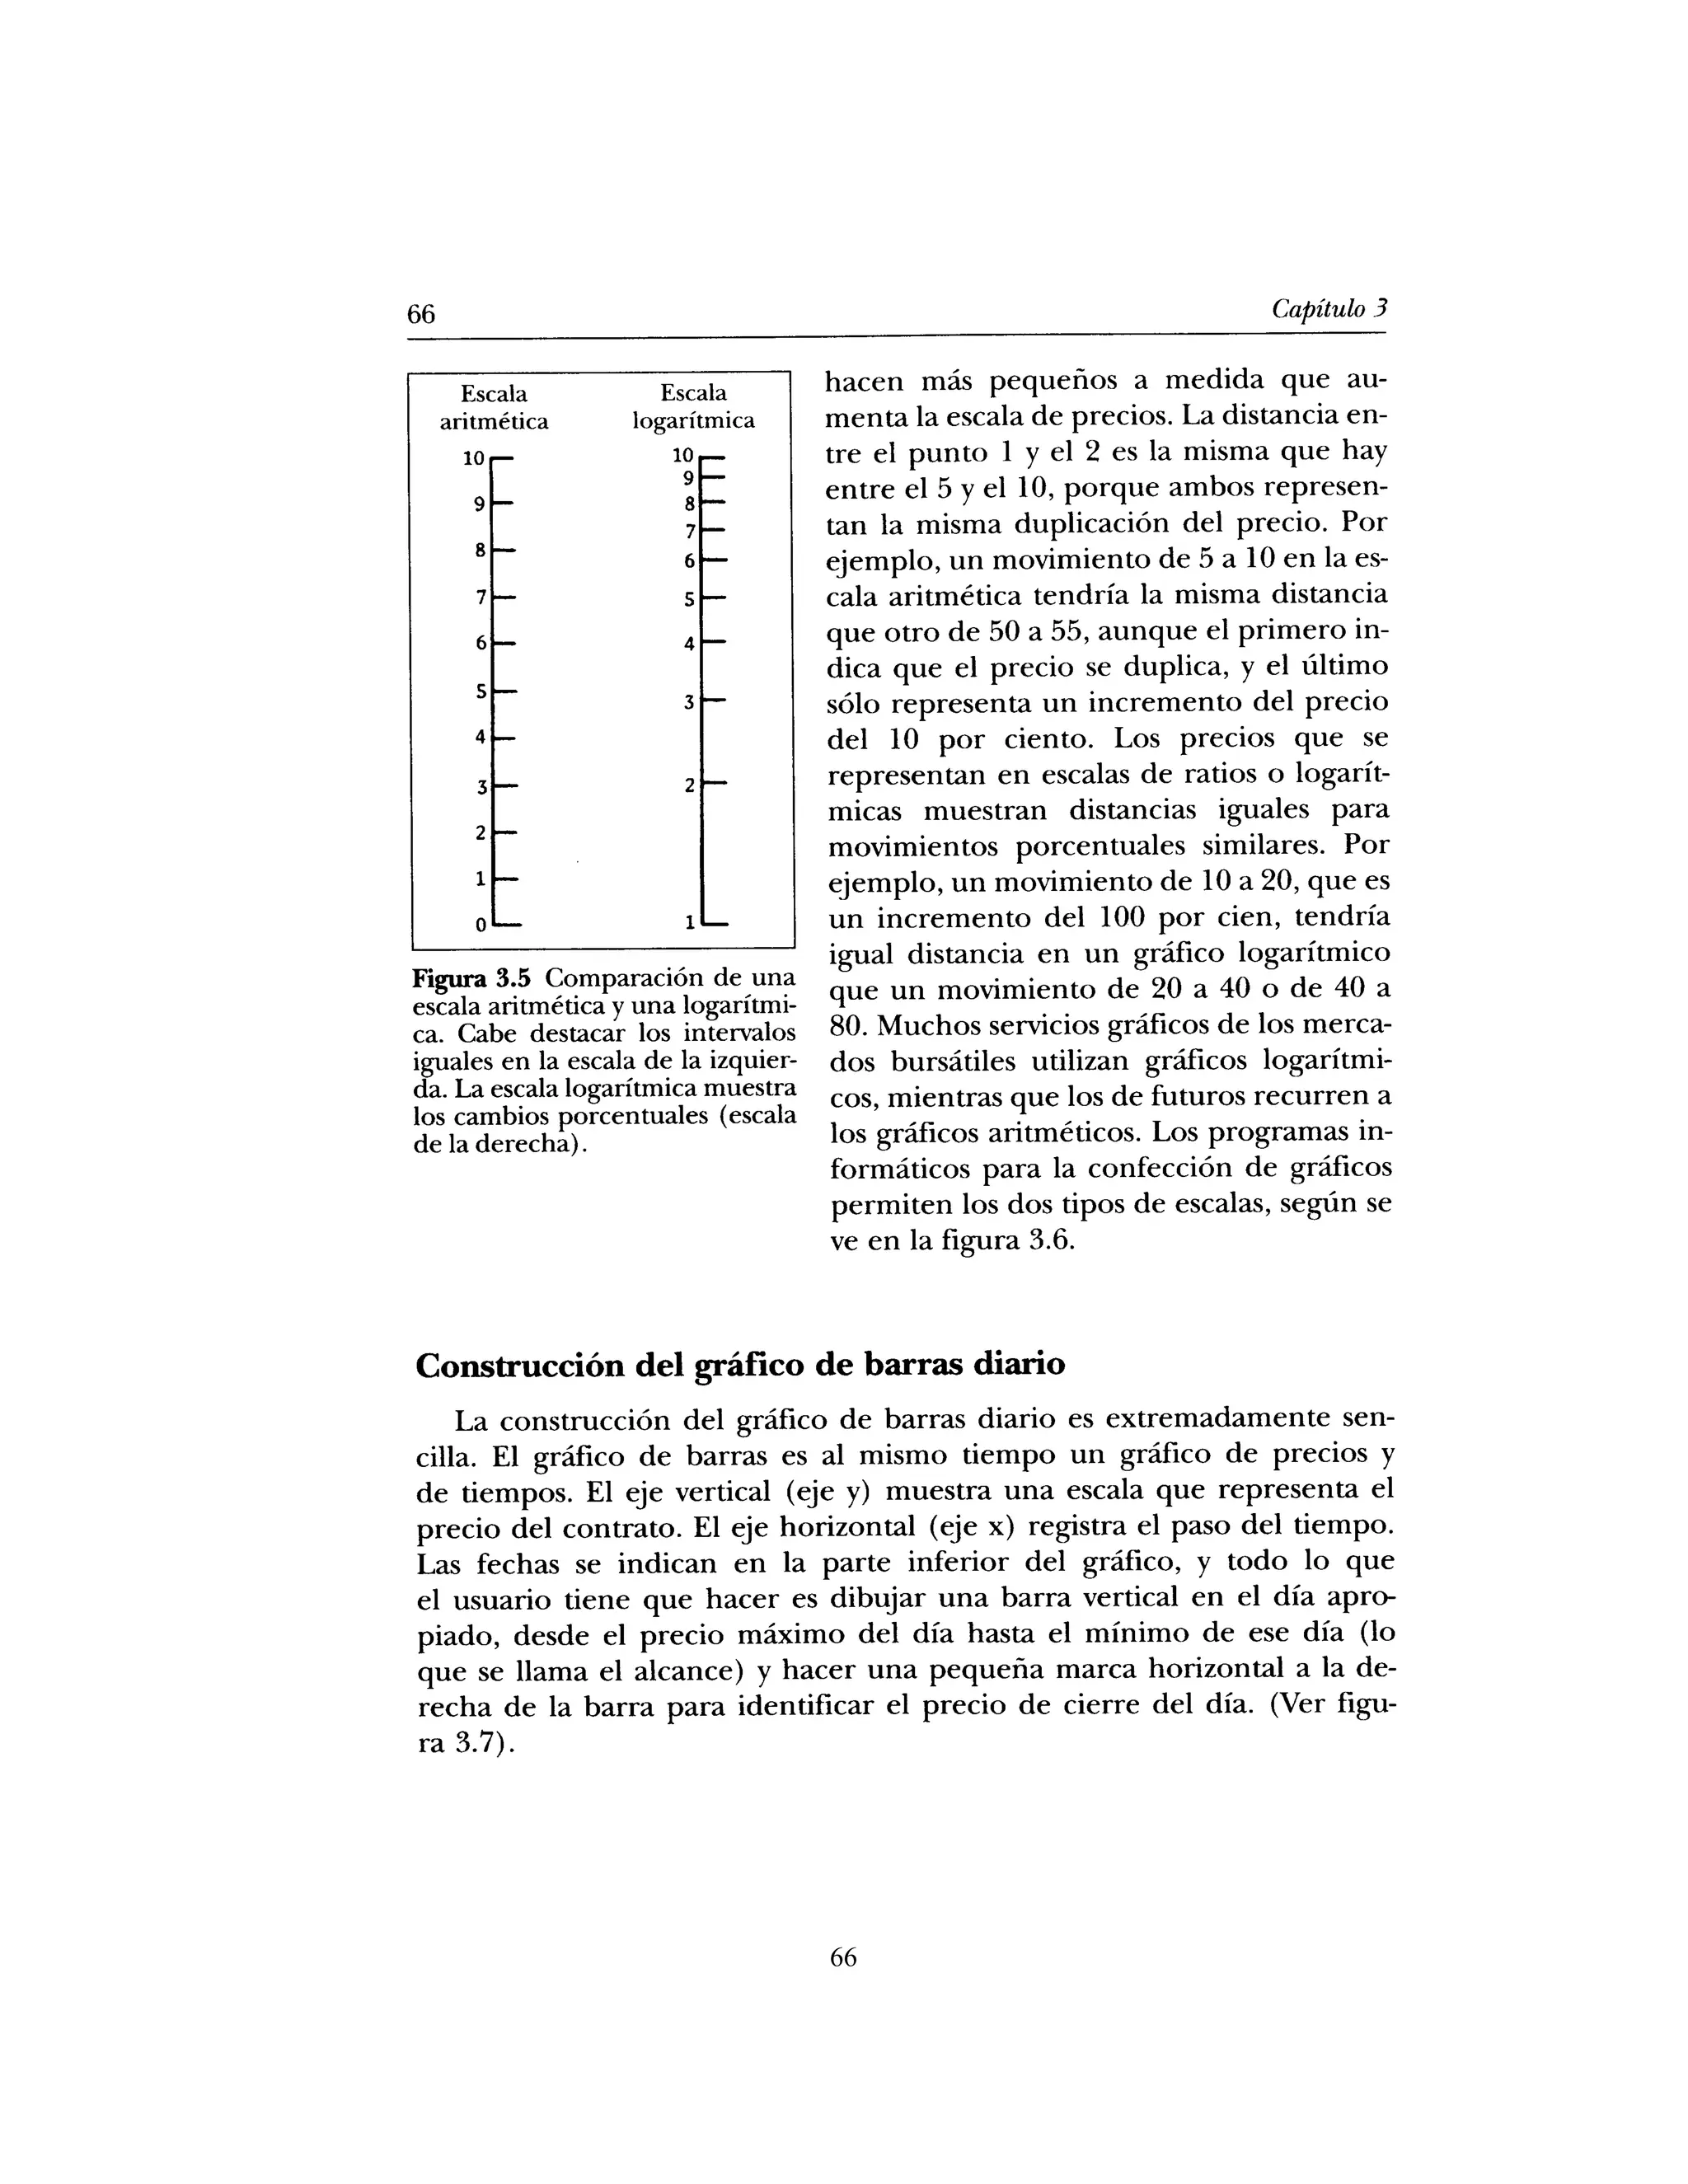 66
Capítulo 3
Escala
aritmética
10
9
8
7
6
5
4
3
2
1
0
Escala
logarítmica
10
9
8
7
6
5
4
3
2
1
Figura 3.5 Comparación de una
escala aritmética y una logarítmi-
ca. Cabe destacar los intervalos
iguales en la escala de la izquier-
da. La escala logarítmica muestra
los cambios porcentuales (escala
de la derecha).
hacen más pequeños a medida que au-
menta la escala de precios. La distancia en-
tre el punto 1 y el 2 es la misma que hay
entre el 5 y el 10, porque ambos represen-
tan la misma duplicación del precio. Por
ejemplo, un movimiento de 5 a 10 en la es-
cala aritmética tendría la misma distancia
que otro de 50 a 55, aunque el primero in-
dica que el precio se duplica, y el último
sólo representa un incremento del precio
del 10 por ciento. Los precios que se
representan en escalas de ratios o logarít-
micas muestran distancias iguales para
movimientos porcentuales similares. Por
ejemplo, un movimiento de 10 a 20, que es
un incremento del 100 por cien, tendría
igual distancia en un gráfico logarítmico
que un movimiento de 20 a 40 o de 40 a
80. Muchos servicios gráficos de los merca-
dos bursátiles utilizan gráficos logarítmi-
cos, mientras que los de futuros recurren a
los gráficos aritméticos. Los programas in-
formáticos para la confección de gráficos
permiten los dos tipos de escalas, según se
ve en la figura 3.6.
Construcción del gráfico de barras diario
La construcción del gráfico de barras diario es extremadamente sen-
cilla. El gráfico de barras es al mismo tiempo un gráfico de precios y
de tiempos. El eje vertical (eje y) muestra una escala que representa el
precio del contrato. El eje horizontal (eje x) registra el paso del tiempo.
Las fechas se indican en la parte inferior del gráfico, y todo lo que
el usuario tiene que hacer es dibujar una barra vertical en el día apro-
piado, desde el precio máximo del día hasta el mínimo de ese día (lo
que se llama el alcance) y hacer una pequeña marca horizontal a la de-
recha de la barra para identificar el precio de cierre del día. (Ver figu-
ra 3.7).
66